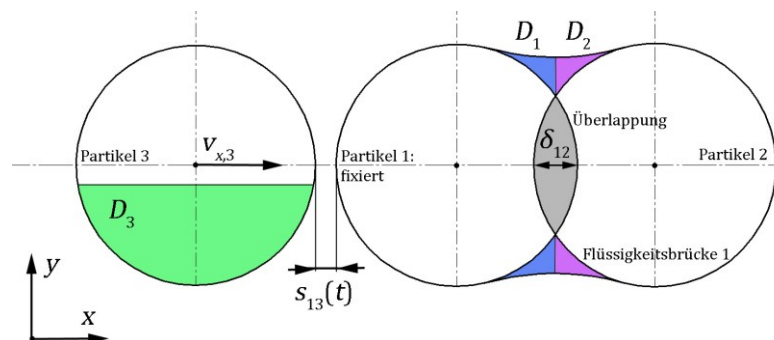 D₁ D₂
Überlappung
Partikel 3
vₓ,₃
Partikel 1:
fixiert
δ₁₂
Partikel 2
D₃
Flüssigkeitsbrücke 1
y
s₁₃(t)
x